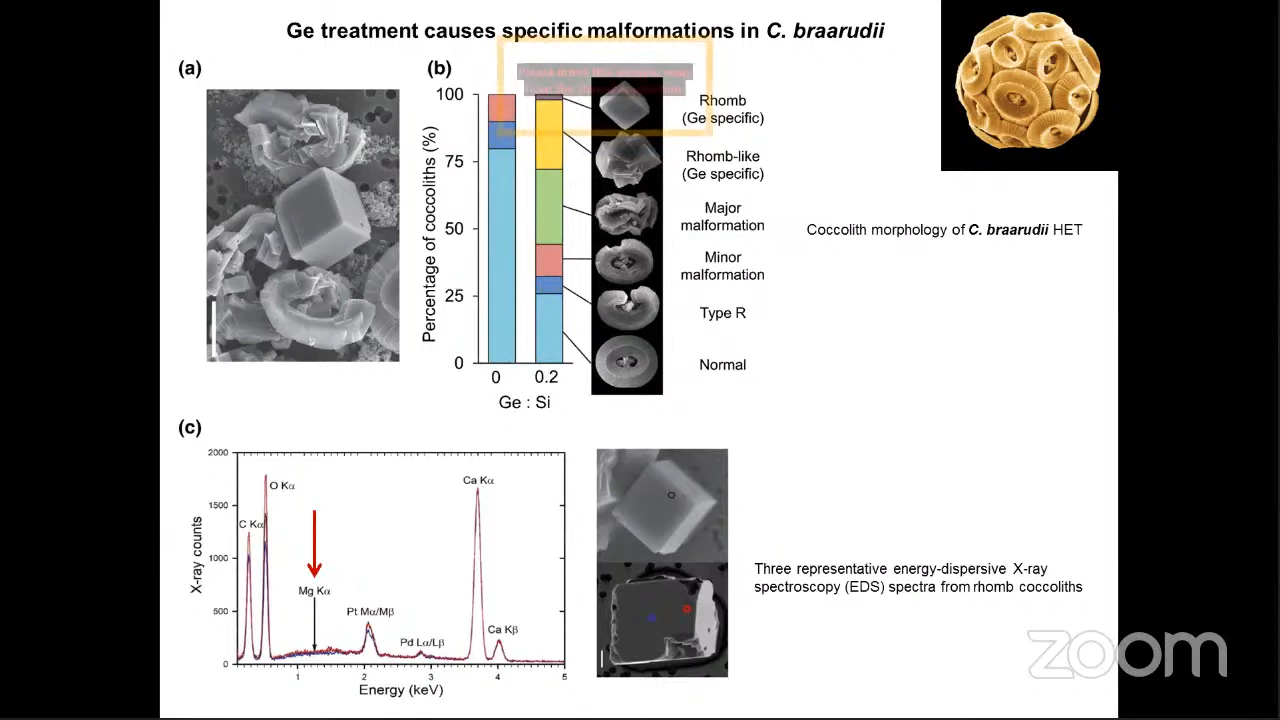 Ge treatment causes specific malformations in C. braarudii
(a)
(b)
100
75
50
25
0
Percentage of coccoliths (%)
0
0.2
Ge : Si
Rhomb
(Ge specific)
Rhomb-like
(Ge specific)
Major
malformation
Minor
malformation
Type R
Normal
Coccolith morphology of C. braarudii HET
(c)
2000
1500
1000
500
0
X-ray counts
C Kα
O Kα
Mg Kα
Pt Mα/Mβ
Pd Lα/Lβ
Ca Kα
Ca Kβ
1
2
3
4
5
Energy (keV)
Three representative energy-dispersive X-ray
spectroscopy (EDS) spectra from rhomb coccoliths
zoom